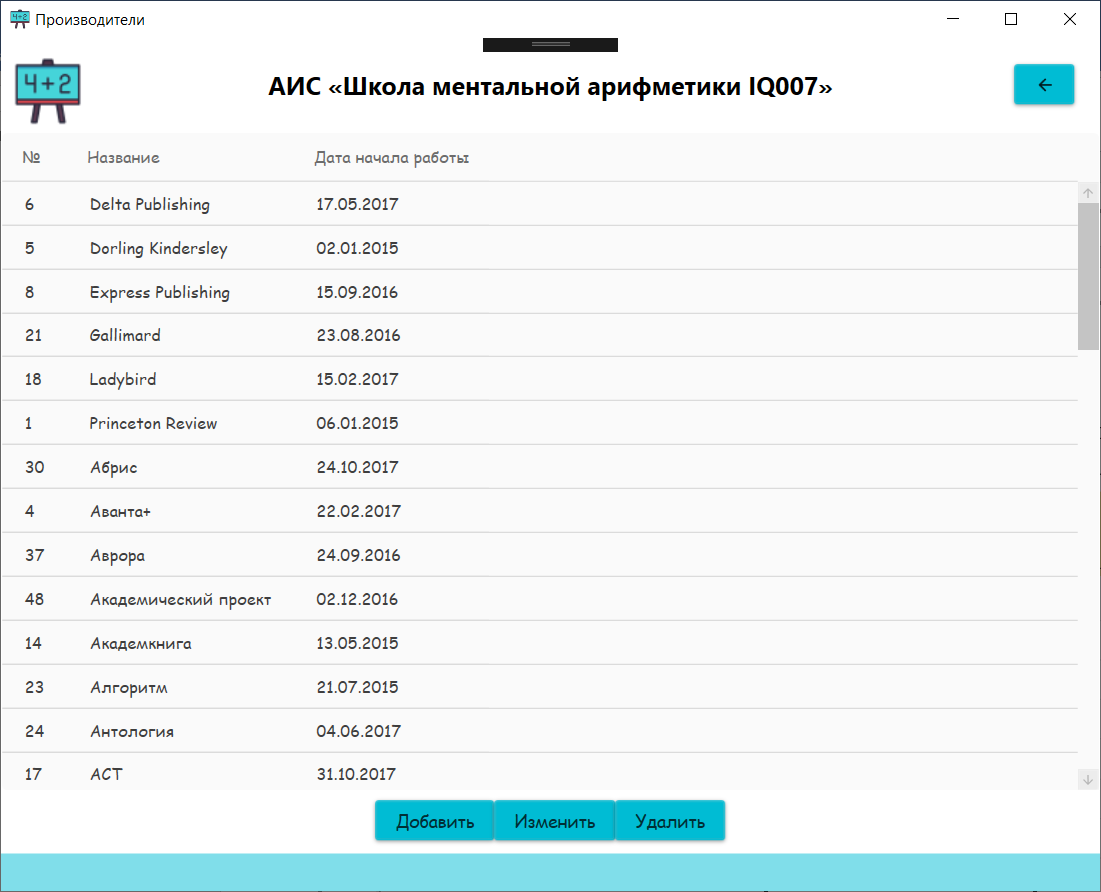 4+2 Производители
4+2
АИС «Школа ментальной арифметики IQ007»
№ Название Дата начала работы
6 Delta Publishing 17.05.2017
5 Dorling Kindersley 02.01.2015
8 Express Publishing 15.09.2016
21 Gallimard 23.08.2016
18 Ladybird 15.02.2017
1 Princeton Review 06.01.2015
30 Абрис 24.10.2017
4 Аванта+ 22.02.2017
37 Аврора 24.09.2016
48 Академический проект 02.12.2016
14 Академкнига 13.05.2015
23 Алгоритм 21.07.2015
24 Антология 04.06.2017
17 АСТ 31.10.2017
Добавить Изменить Удалить